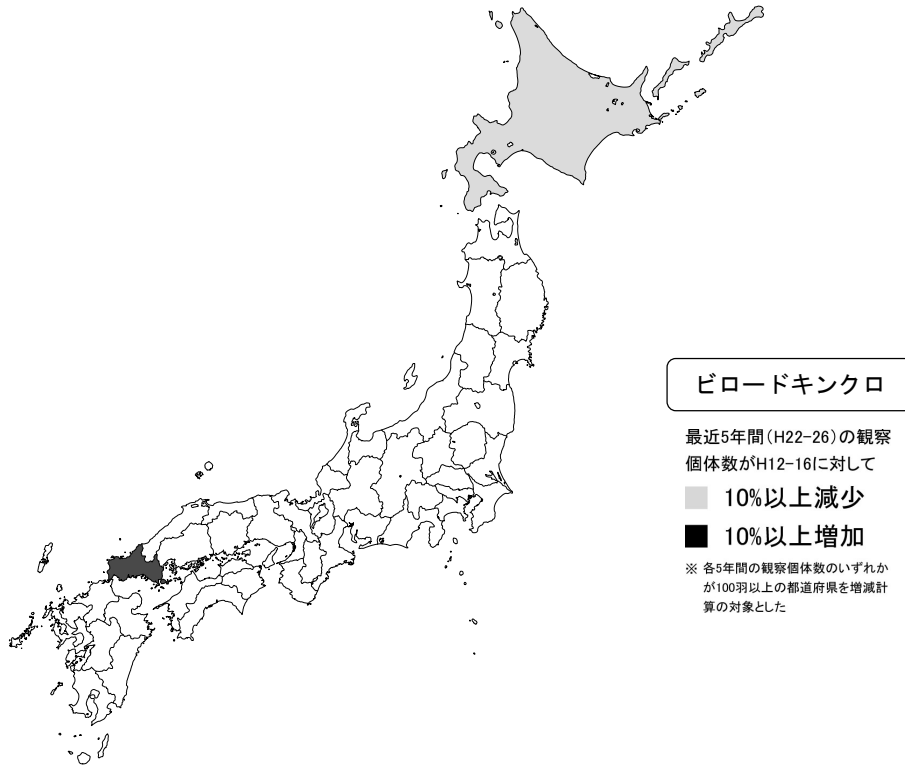 ビロードキンクロ
最近5年間(H22-26)の観察
個体数がH12-16に対して
10%以上減少
10%以上増加
※ 各5年間の観察個体数のいずれか
が100羽以上の都道府県を増減計
算の対象とした